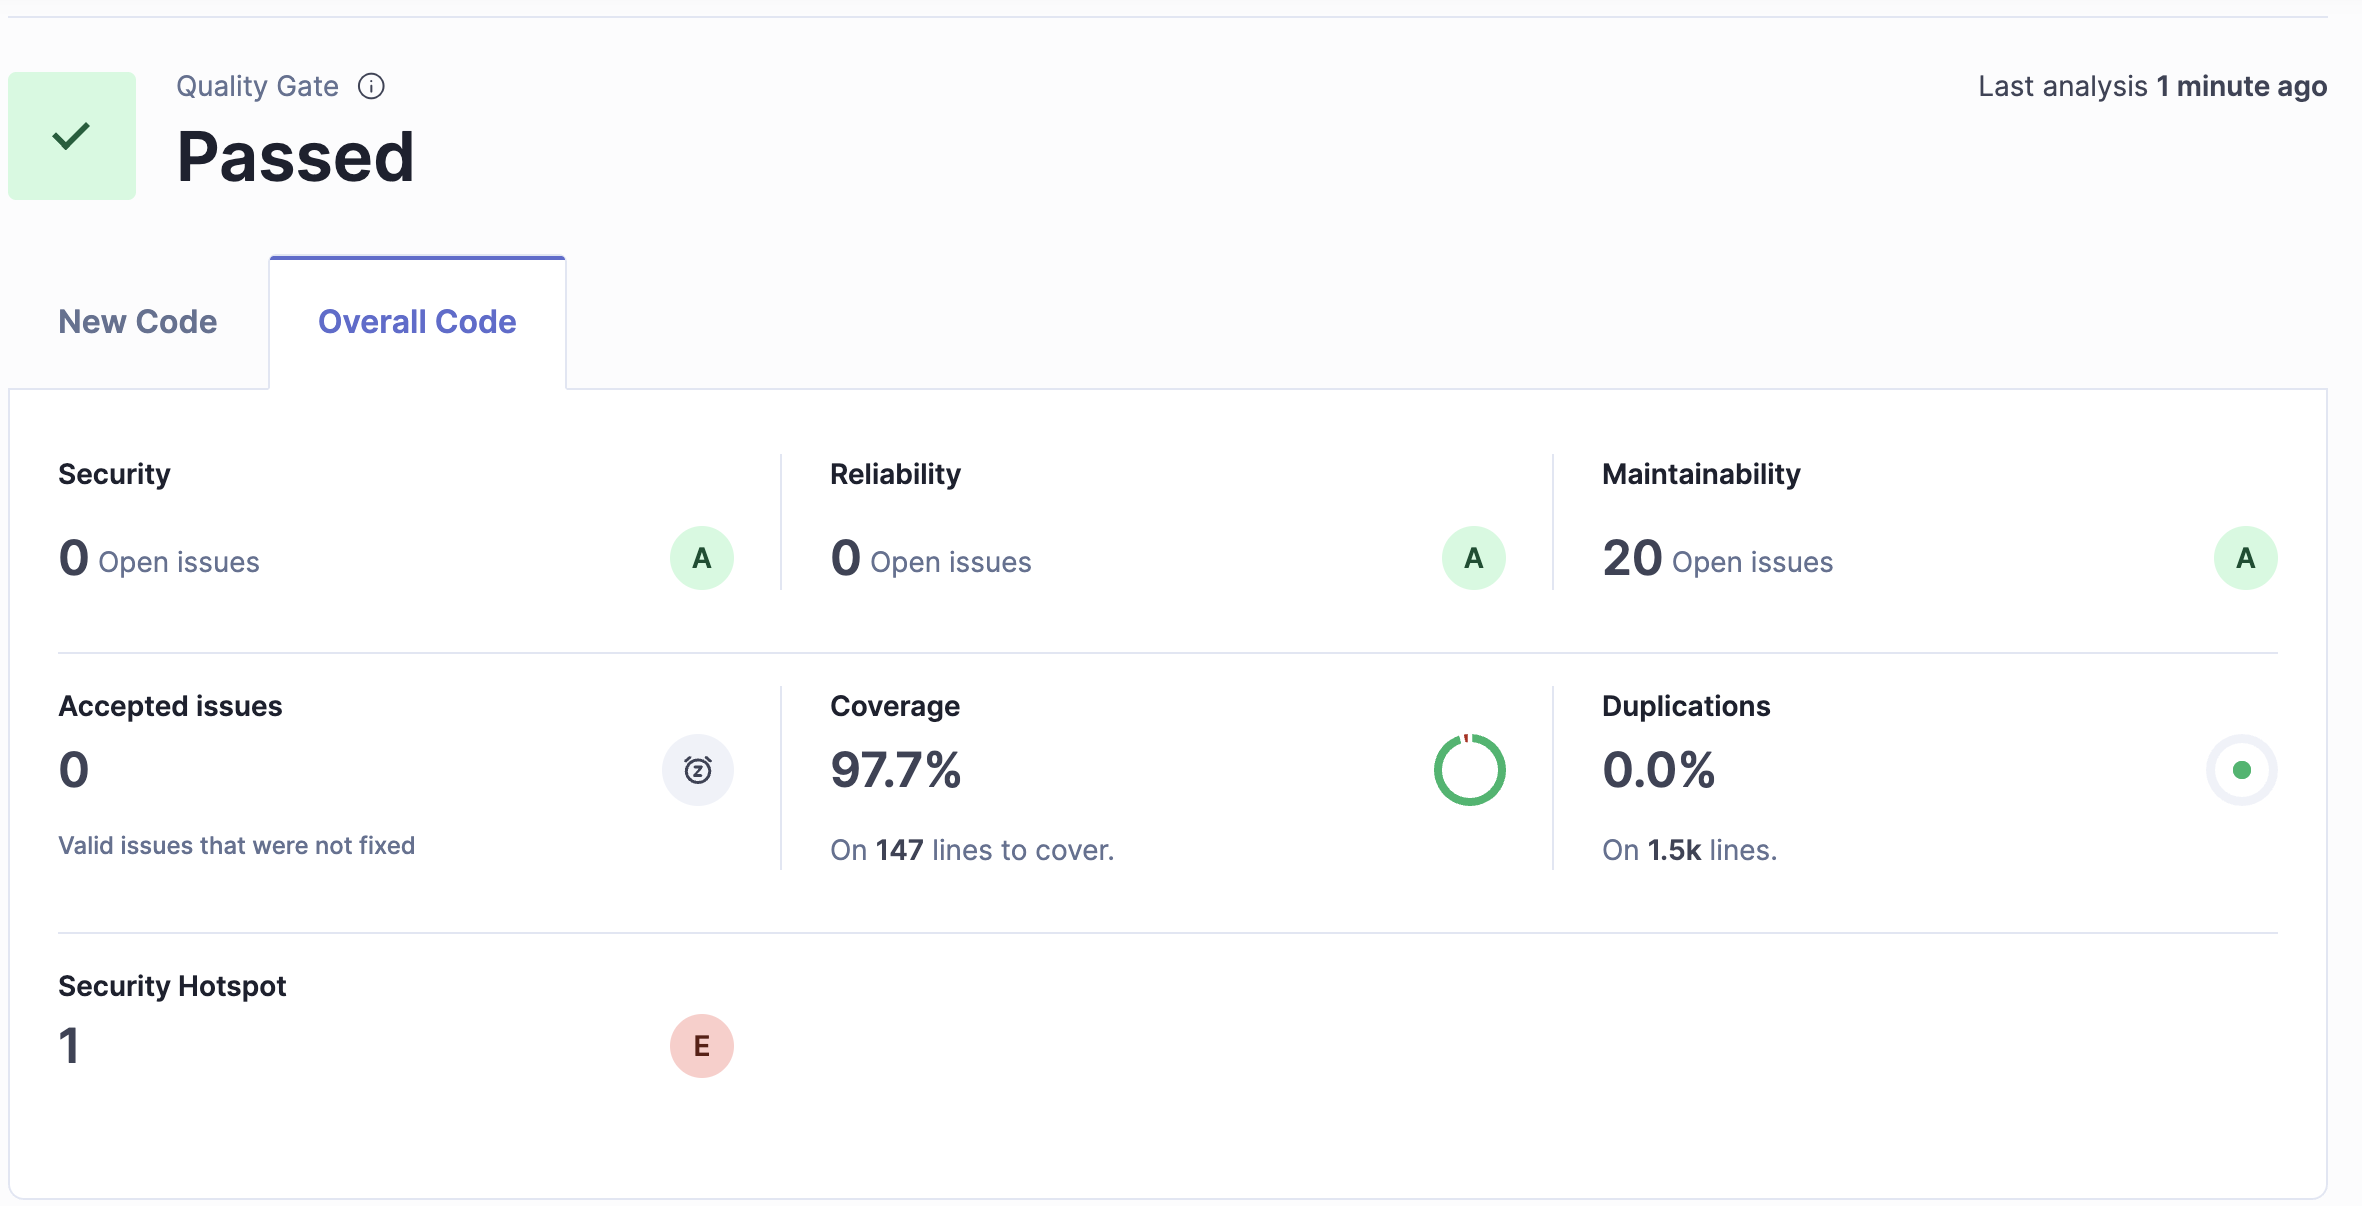 Quality Gate
Last analysis 1 minute ago
Passed
New Code
Overall Code
Security
Reliability
Maintainability
0 Open issues
A
0 Open issues
A
20 Open issues
A
Accepted issues
Coverage
Duplications
0
97.7%
0.0%
Valid issues that were not fixed
On 147 lines to cover.
On 1.5k lines.
Security Hotspot
1
E